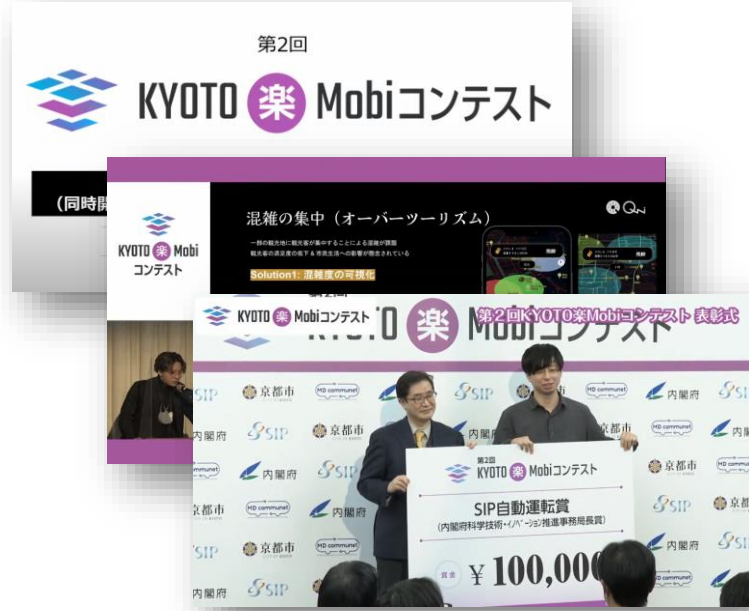 第2回
KYOTO 楽 Mobiコンテスト
(同時開
KYOTO 楽 Mobi
コンテスト
混雑の集中（オーバーツーリズム）
一部の観光地に観光客が集中することによる混雑が課題
観光客の満足度の低下 & 市民生活への影響が懸念されている
Solution1: 混雑度の可視化
KYOTO 楽 Mobiコンテスト
第2回KYOTO楽Mobiコンテスト 表彰式
SIP
京都市
MD communet
内閣府
第2回
KYOTO 楽 Mobiコンテスト
SIP自動運転賞
(内閣府科学技術・イノベーション推進事務局長賞)
賞金
¥ 100,000